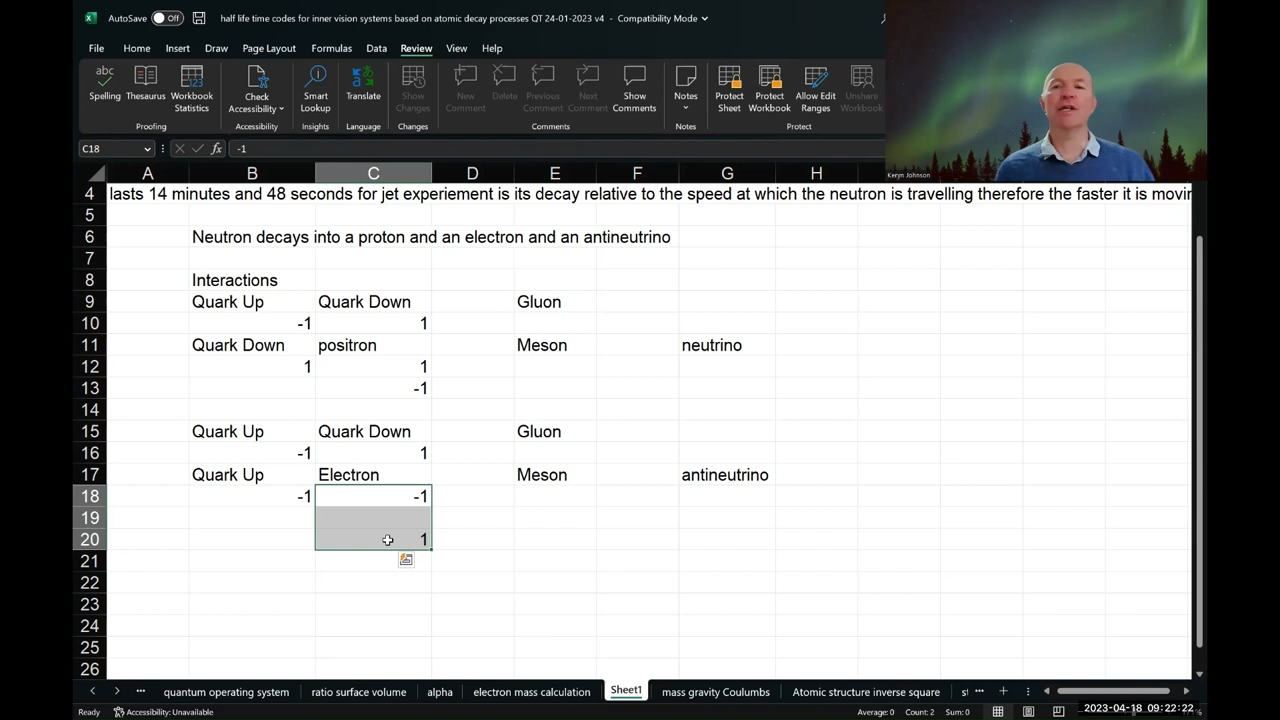 AutoSave Off half life time codes for inner vision systems based on atomic decay processes QT 24-01-2023 v4 - Compatibility Mode
File Home Insert Draw Page Layout Formulas Data Review View Help
abc
Spelling Thesaurus Workbook Statistics Check Accessibility Smart Lookup Translate Show Changes New Comment Delete Previous Comment Next Comment Show Comments Notes Protect Sheet Protect Workbook Allow Edit Ranges Unshare Workbook
Proofing Accessibility Insights Language Changes Comments Notes Protect
C18 fx -1
Keryn Johnson
A B C D E F G H
4 lasts 14 minutes and 48 seconds for jet experiement is its decay relative to the speed at which the neutron is travelling therefore the faster it is movin
5
6 Neutron decays into a proton and an electron and an antineutrino
7
8 Interactions
9 Quark Up Quark Down Gluon
10 -1 1
11 Quark Down positron Meson neutrino
12 1 1
13 -1
14
15 Quark Up Quark Down Gluon
16 -1 1
17 Quark Up Electron Meson antineutrino
18 -1 -1
19
20 1
21
22
23
24
25
26
quantum operating system ratio surface volume alpha electron mass calculation Sheet1 mass gravity Coulumbs Atomic structure inverse square
Ready Accessibility: Unavailable Average: 0 Count: 2 Sum: 0 2023-04-18 09:22:22